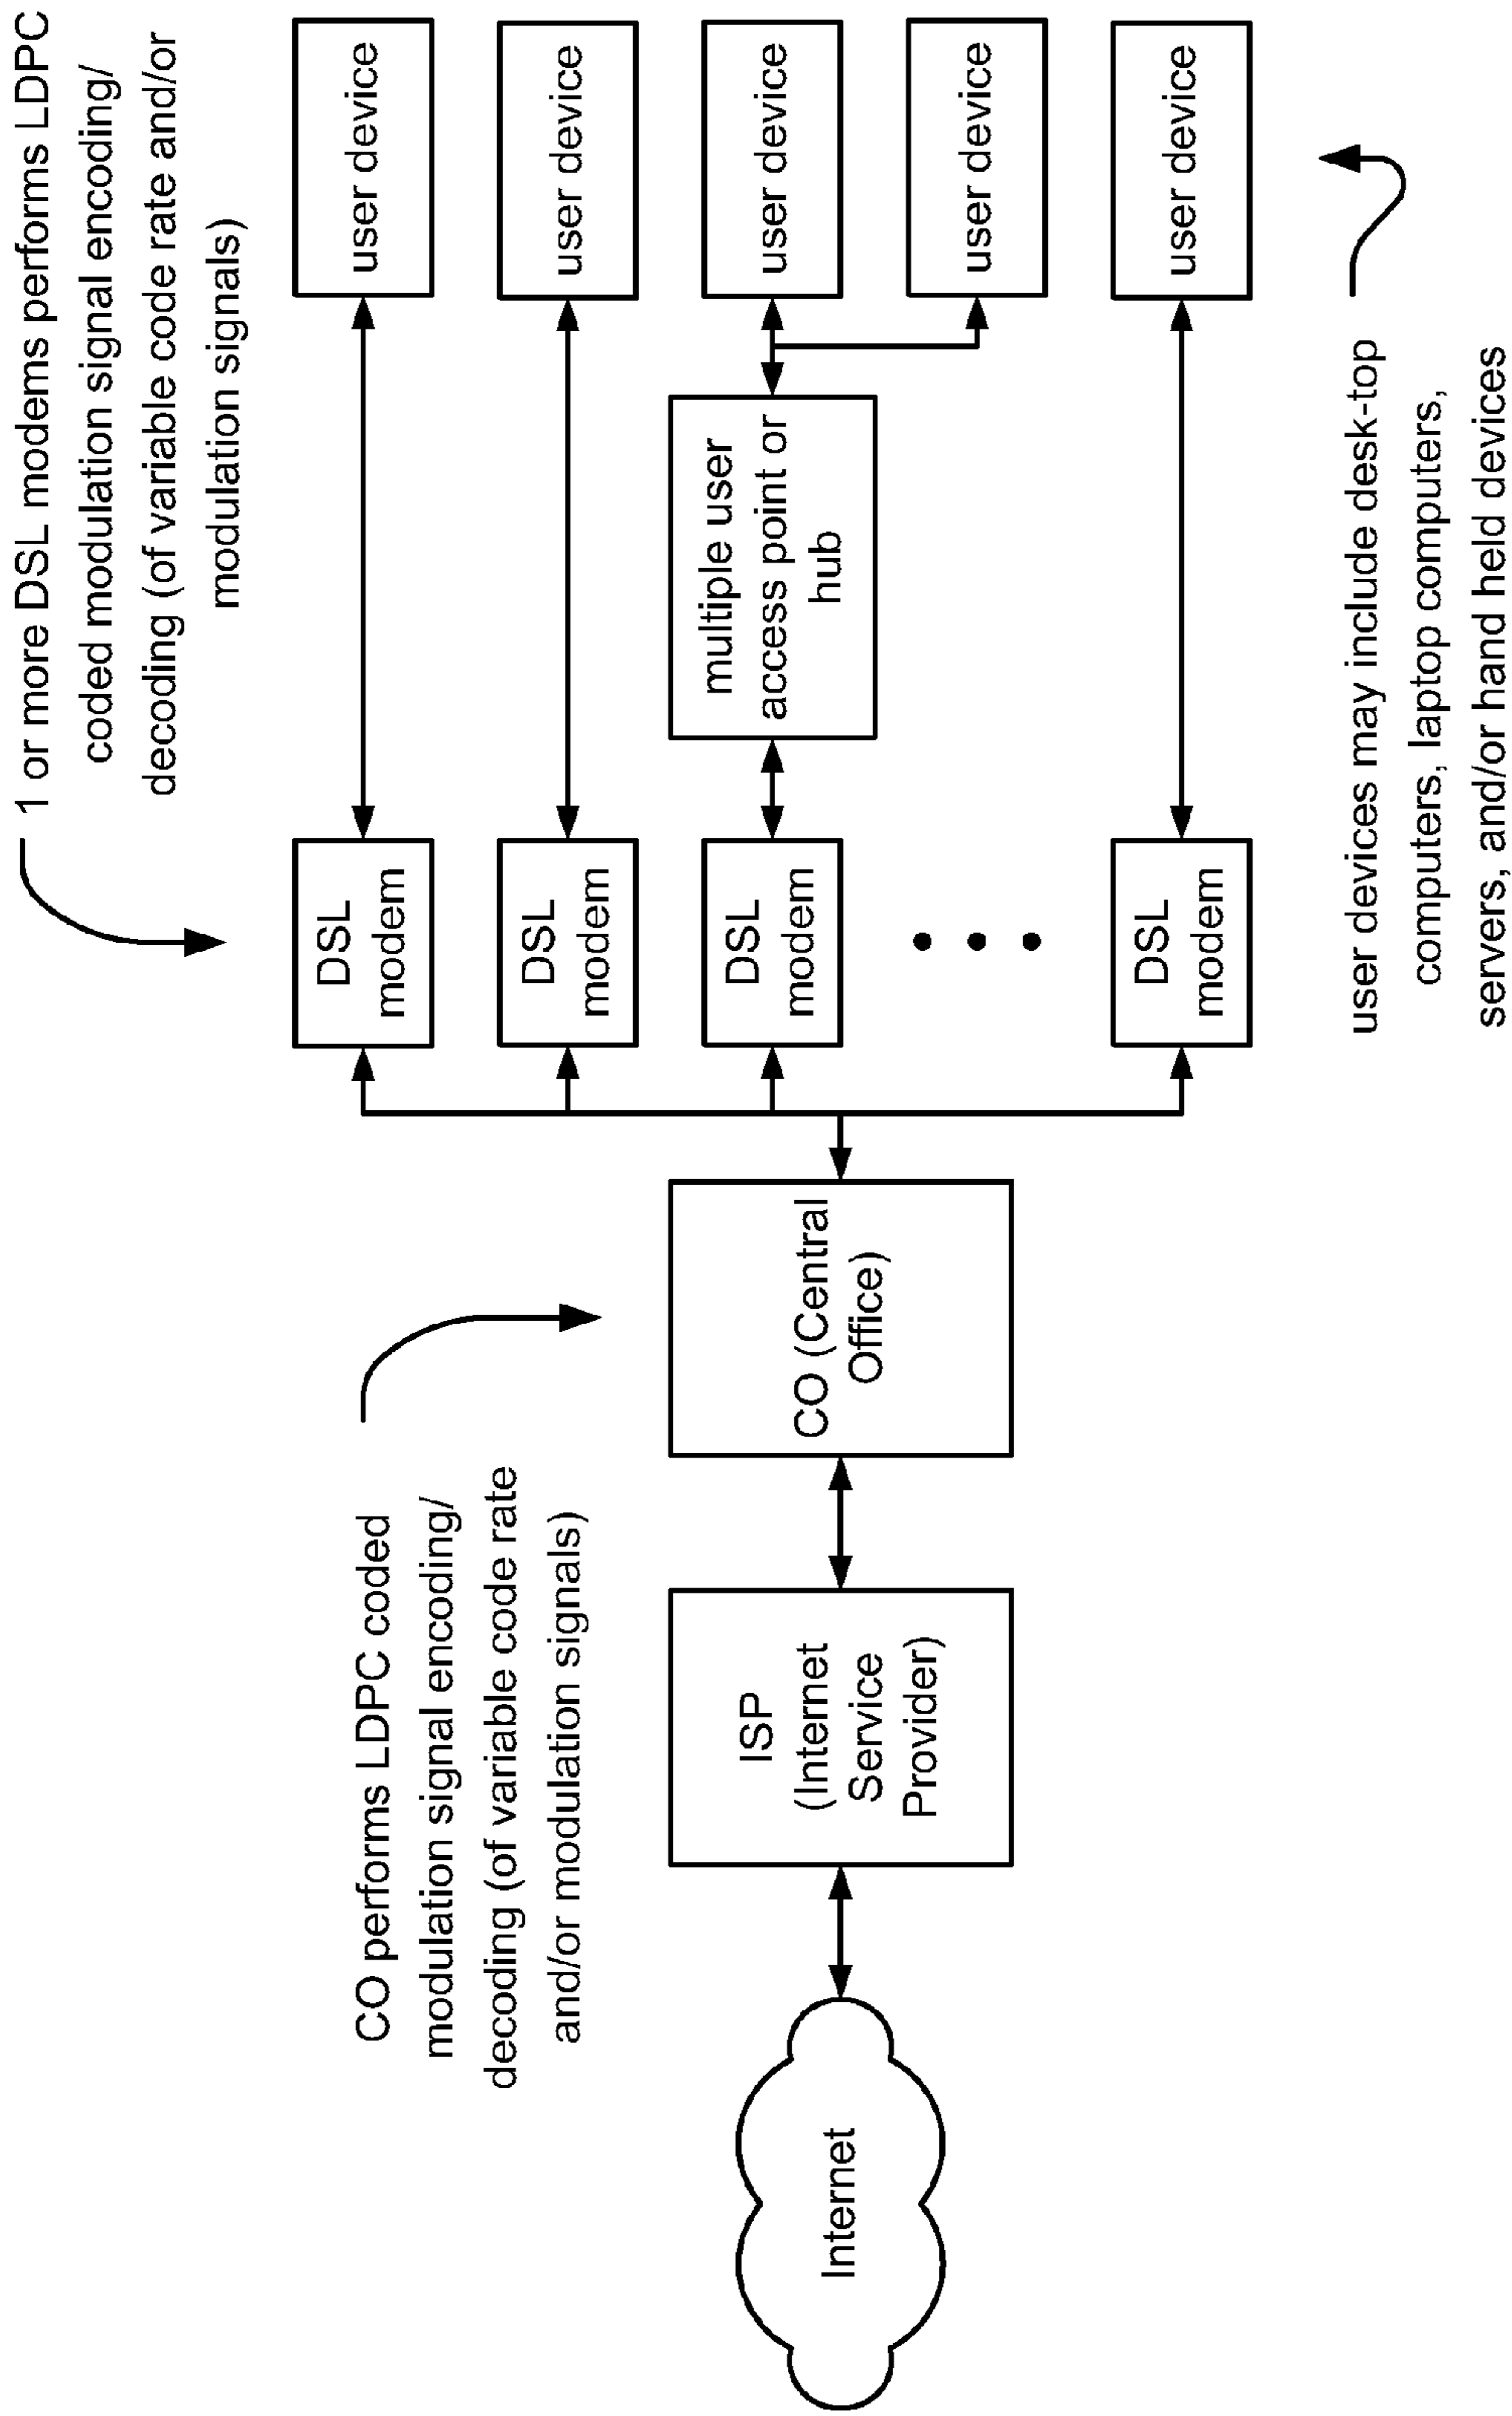 1 or more DSL modems performs LDPC
coded modulation signal encoding/
decoding (of variable code rate and/or
modulation signals)
CO performs LDPC coded
modulation signal encoding/
decoding (of variable code rate
and/or modulation signals)
Internet
ISP
(Internet
Service
Provider)
CO (Central
Office)
DSL
modem
user device
DSL
modem
user device
DSL
modem
multiple user
access point or
hub
user device
user device
DSL
modem
user device
user devices may include desk-top
computers, laptop computers,
servers, and/or hand held devices